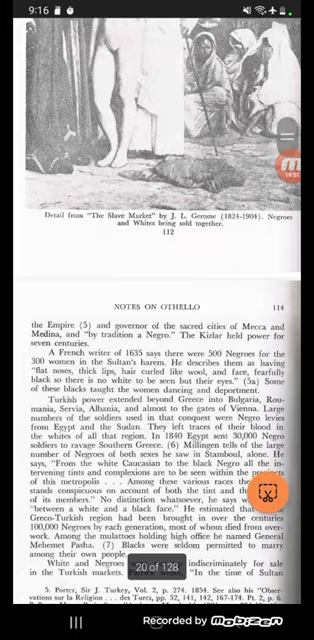 9:16
19:57
Detail from "The Slave Market" by J. L. Gerome (1824-1904). Negroes
and Whites being sold together.
112
NOTES ON OTHELLO 114
the Empire (5) and governor of the sacred cities of Mecca and
Medina, and "by tradition a Negro." The Kizlar held power for
seven centuries.
A French writer of 1635 says there were 500 Negroes for the
300 women in the Sultan's harem. He describes them as having
"flat noses, thick lips, hair curled like wool, and face, fearfully
black so there is no white to be seen but their eyes." (5a) Some
of these blacks taught the women dancing and deportment.
Turkish power extended beyond Greece into Bulgaria, Rou-
mania, Servia, Albania, and almost to the gates of Vienna. Large
numbers of the soldiers used in that conquest were Negro levies
from Egypt and the Sudan. They left traces of their blood in
the whites of all that region. In 1840 Egypt sent 30,000 Negro
soldiers to ravage Southern Greece. (6) Millingen tells of the large
number of Negroes of both sexes he saw in Stamboul, alone. He
says, "From the white Caucasian to the black Negro all the in-
tervening tints and complexions are to be seen within the precincts
of this metropolis . . . Among these various races the
stands conspicuous on account of both the tint and th
of its members." No distinction whatsoever, he says w
"between a white and a black face." He estimated that
Greco-Turkish region had been brought in over the centuries
100,000 Negroes by each generation, most of whom died from over-
work. Among the mulattoes holding high office he named General
Mehemet Pasha. (7) Blacks were seldom permitted to marry
among their own people.
White and Negroes indiscriminately for sale
in the Turkish markets. "In the time of Sultan
20 of 128
5. Porter, Sir J. Turkey, Vol. 2, p. 274. 1854. See also his "Obser-
vations sur la Religion . . . des Turcs, pp. 52, 141, 142, 167-174. Pt. 2, p. 6.
Recorded by Mobizen